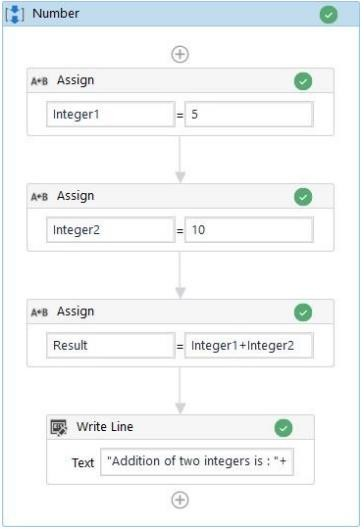 Number
A+B Assign
Integer1 = 5
A+B Assign
Integer2 = 10
A+B Assign
Result = Integer1+Integer2
Write Line
Text "Addition of two integers is : "+